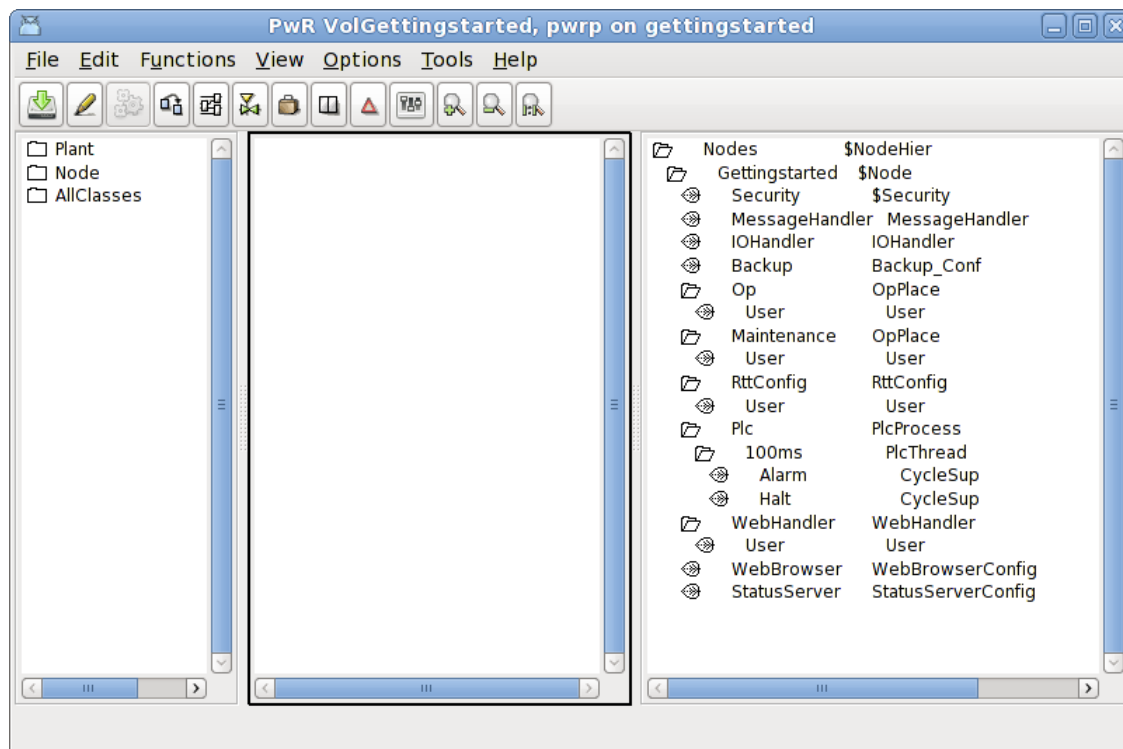 PwR VolGettingstarted, pwrp on gettingstarted
File Edit Functions View Options Tools Help
Plant
Node
AllClasses
Nodes $NodeHier
Gettingstarted $Node
Security $Security
MessageHandler MessageHandler
IOHandler IOHandler
Backup Backup_Conf
Op OpPlace
User User
Maintenance OpPlace
User User
RttConfig RttConfig
User User
Plc PlcProcess
100ms PlcThread
Alarm CycleSup
Halt CycleSup
WebHandler WebHandler
User User
WebBrowser WebBrowserConfig
StatusServer StatusServerConfig